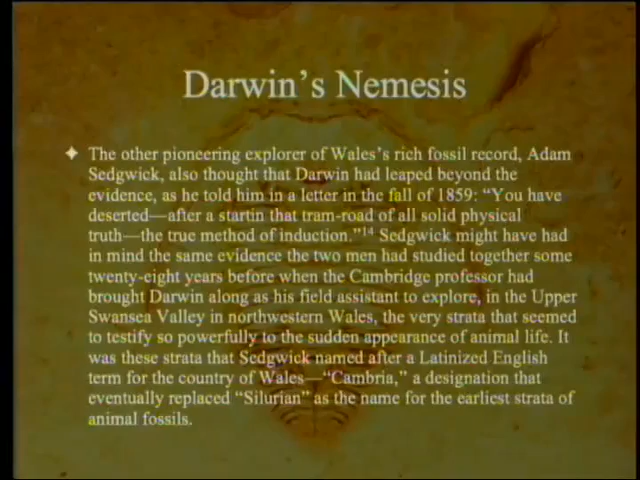 Darwin's Nemesis
The other pioneering explorer of Wales's rich fossil record, Adam
Sedgwick, also thought that Darwin had leaped beyond the
evidence, as he told him in a letter in the fall of 1859: “You have
deserted—after a startin that tram-road of all solid physical
truth—the true method of induction.”14 Sedgwick might have had
in mind the same evidence the two men had studied together some
twenty-eight years before when the Cambridge professor had
brought Darwin along as his field assistant to explore, in the Upper
Swansea Valley in northwestern Wales, the very strata that seemed
to testify so powerfully to the sudden appearance of animal life. It
was these strata that Sedgwick named after a Latinized English
term for the country of Wales—“Cambria,” a designation that
eventually replaced “Silurian” as the name for the earliest strata of
animal fossils.